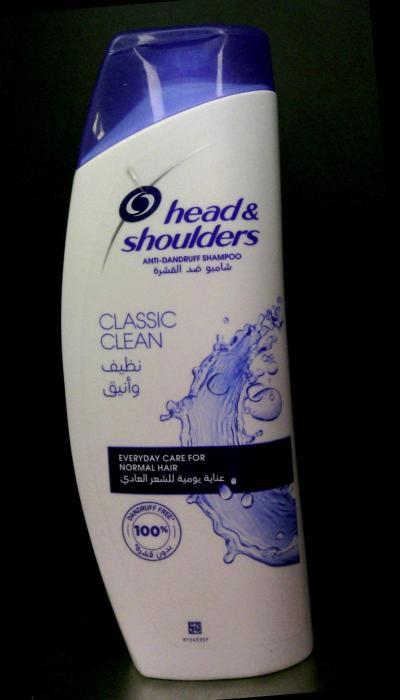 head &
shoulders
ANTI-DANDRUFF SHAMPOO
شامبو ضد القشرة
CLASSIC
CLEAN
نظيف
وأنيق
EVERYDAY CARE FOR
NORMAL HAIR
عناية يومية للشعر العادي
DANDRUFF FREE*
100%
بدون قشرة*